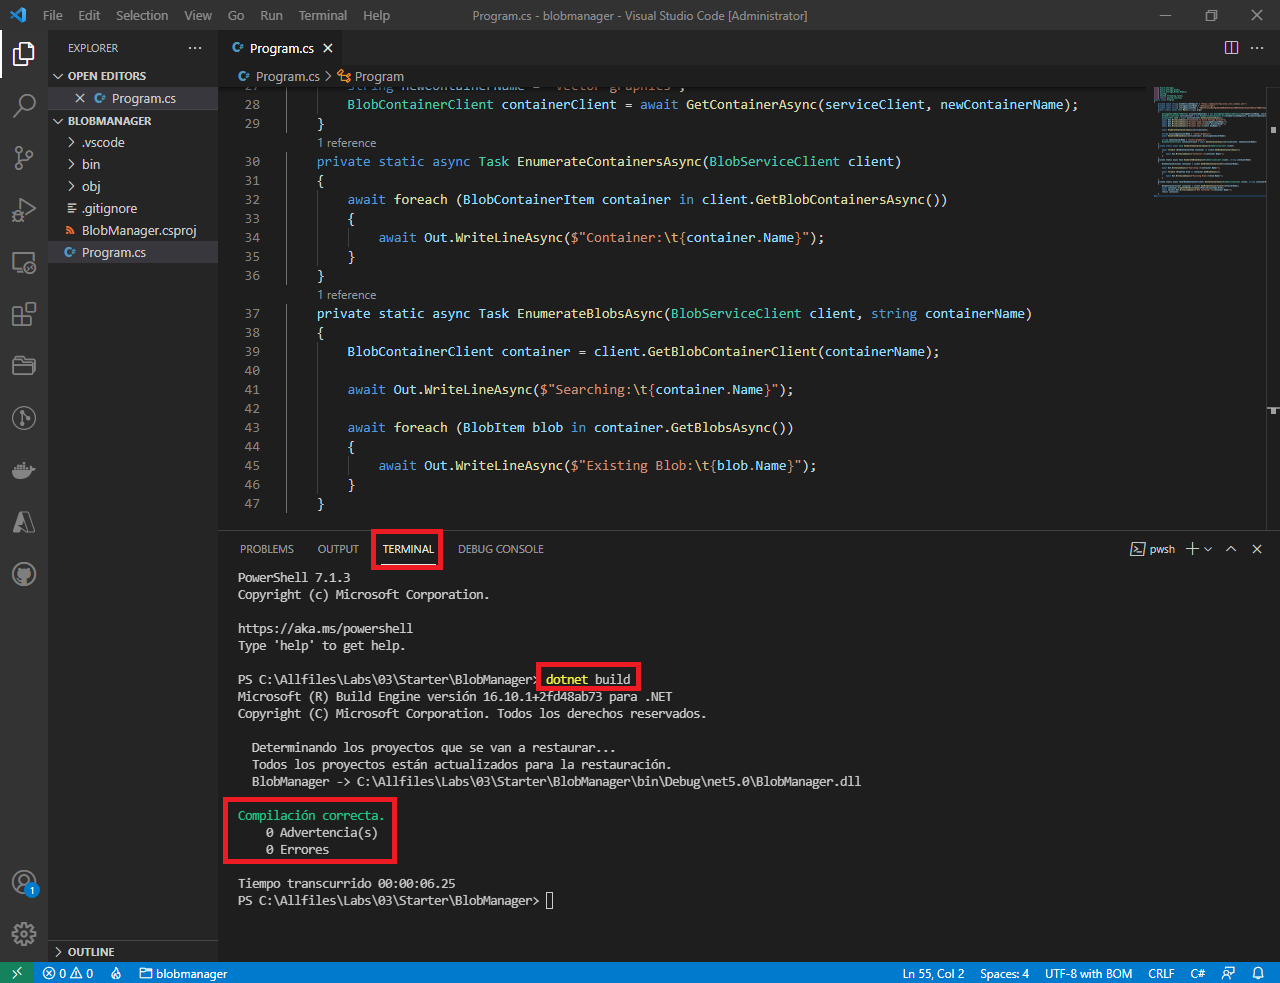 File Edit Selection View Go Run Terminal Help
Program.cs - blobmanager - Visual Studio Code [Administrator]
EXPLORER
OPEN EDITORS
Program.cs
BLOBMANAGER
.vscode
bin
obj
.gitignore
BlobManager.csproj
Program.cs
OUTLINE
Program.cs
Program.cs > Program
27 string newContainerName = "vector-graphics";
28 BlobContainerClient containerClient = await GetContainerAsync(serviceClient, newContainerName);
29 }
1 reference
30 private static async Task EnumerateContainersAsync(BlobServiceClient client)
31 {
32 await foreach (BlobContainerItem container in client.GetBlobContainersAsync())
33 {
34 await Out.WriteLineAsync($"Container:\t{container.Name}");
35 }
36 }
1 reference
37 private static async Task EnumerateBlobsAsync(BlobServiceClient client, string containerName)
38 {
39 BlobContainerClient container = client.GetBlobContainerClient(containerName);
40
41 await Out.WriteLineAsync($"Searching:\t{container.Name}");
42
43 await foreach (BlobItem blob in container.GetBlobsAsync())
44 {
45 await Out.WriteLineAsync($"Existing Blob:\t{blob.Name}");
46 }
47 }
PROBLEMS OUTPUT TERMINAL DEBUG CONSOLE
pwsh
PowerShell 7.1.3
Copyright (c) Microsoft Corporation.
https://aka.ms/powershell
Type 'help' to get help.
PS C:\Allfiles\Labs\03\Starter\BlobManager> dotnet build
Microsoft (R) Build Engine versión 16.10.1+2fd48ab73 para .NET
Copyright (C) Microsoft Corporation. Todos los derechos reservados.
Determinando los proyectos que se van a restaurar...
Todos los proyectos están actualizados para la restauración.
BlobManager -> C:\Allfiles\Labs\03\Starter\BlobManager\bin\Debug\net5.0\BlobManager.dll
Compilación correcta.
0 Advertencia(s)
0 Errores
Tiempo transcurrido 00:00:06.25
PS C:\Allfiles\Labs\03\Starter\BlobManager>
1
0 0 blobmanager
Ln 55, Col 2 Spaces: 4 UTF-8 with BOM CRLF C#